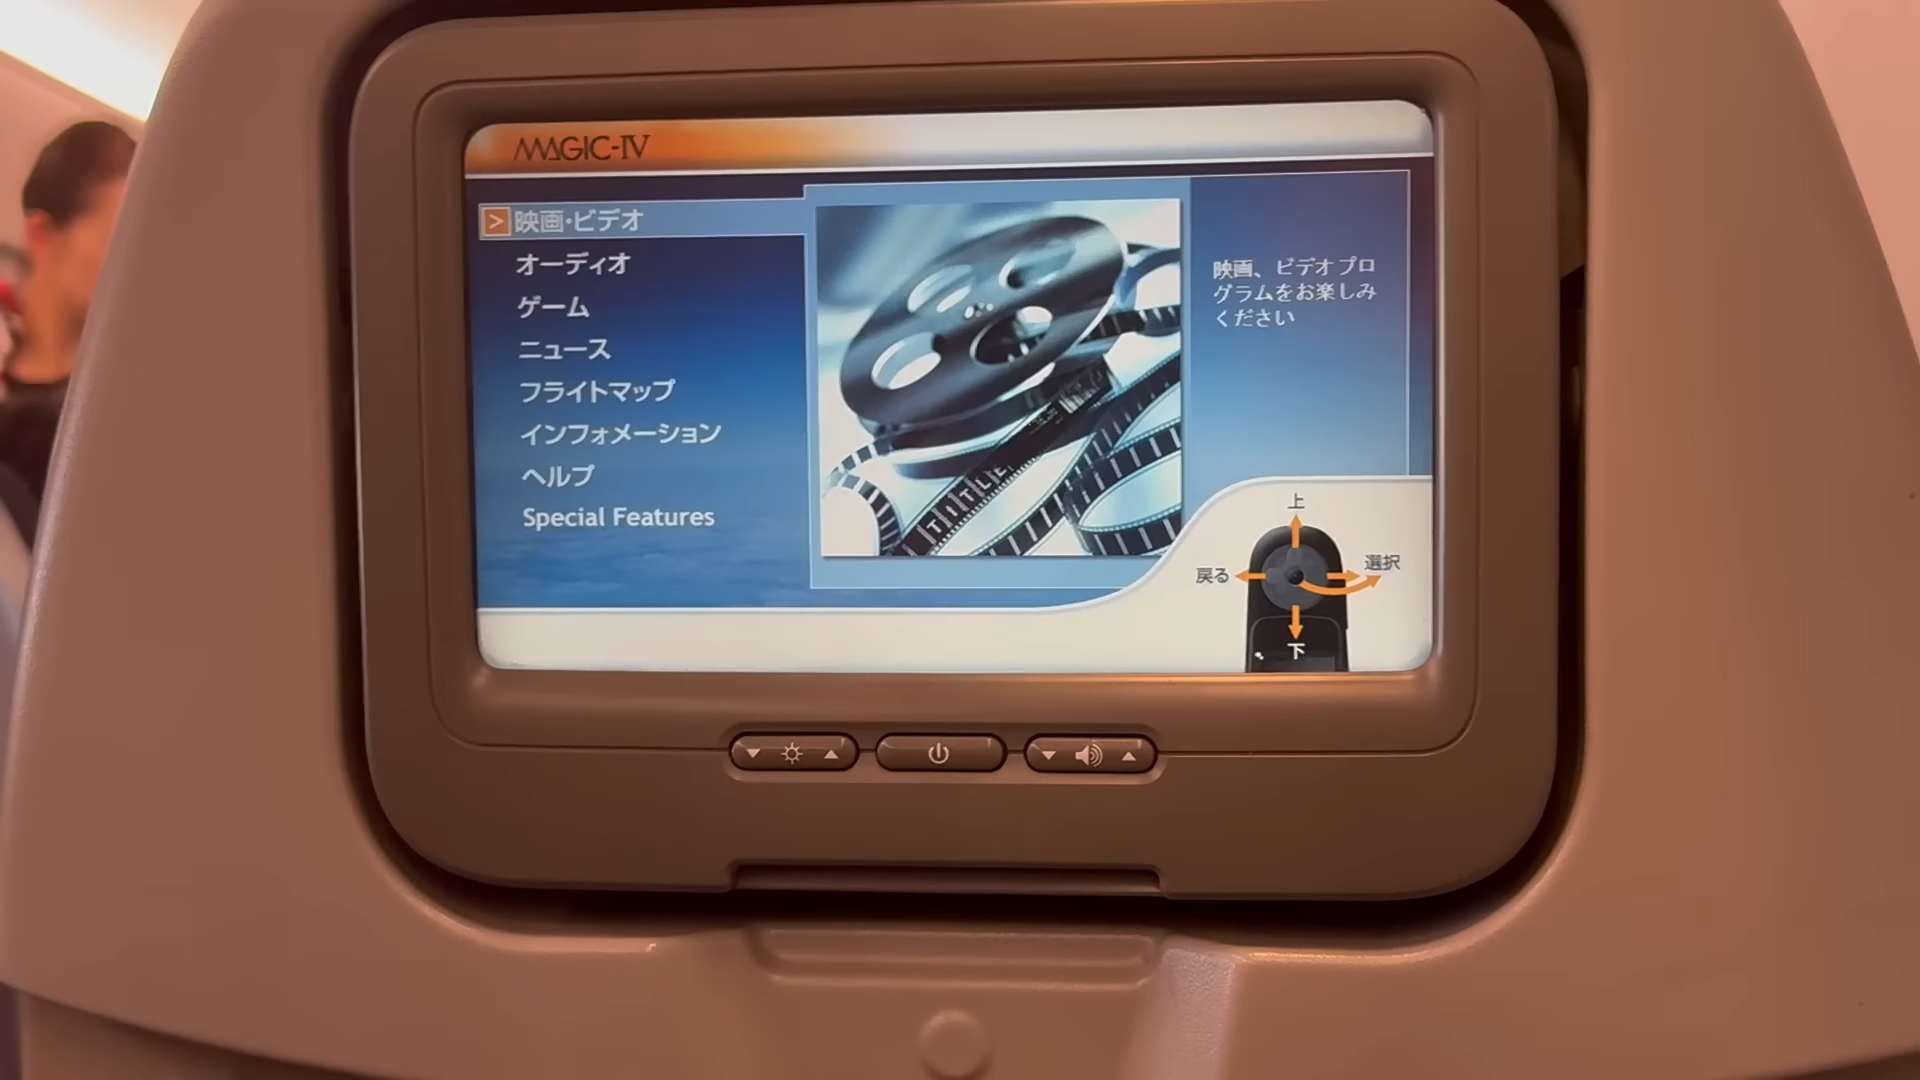 MAGIC-IV
> 映画・ビデオ
オーディオ
ゲーム
ニュース
フライトマップ
インフォメーション
ヘルプ
Special Features
TITLE
映画、ビデオプロ
グラムをお楽しみ
ください
上
戻る
選択
下